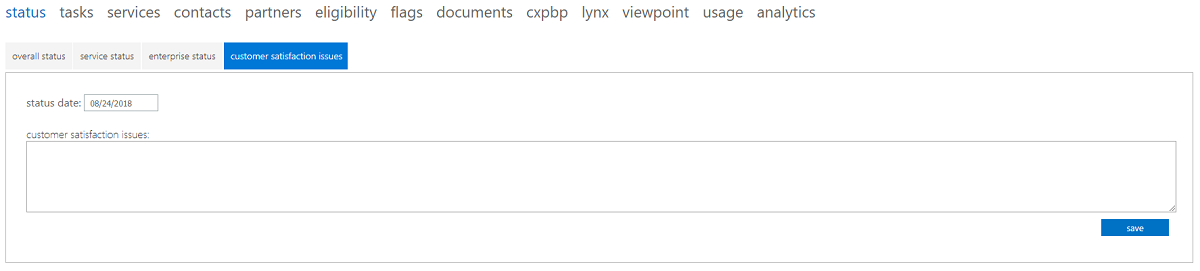 status tasks services contacts partners eligibility flags documents cxpbp lynx viewpoint usage analytics
overall status service status enterprise status customer satisfaction issues
status date: 08/24/2018
customer satisfaction issues:
save